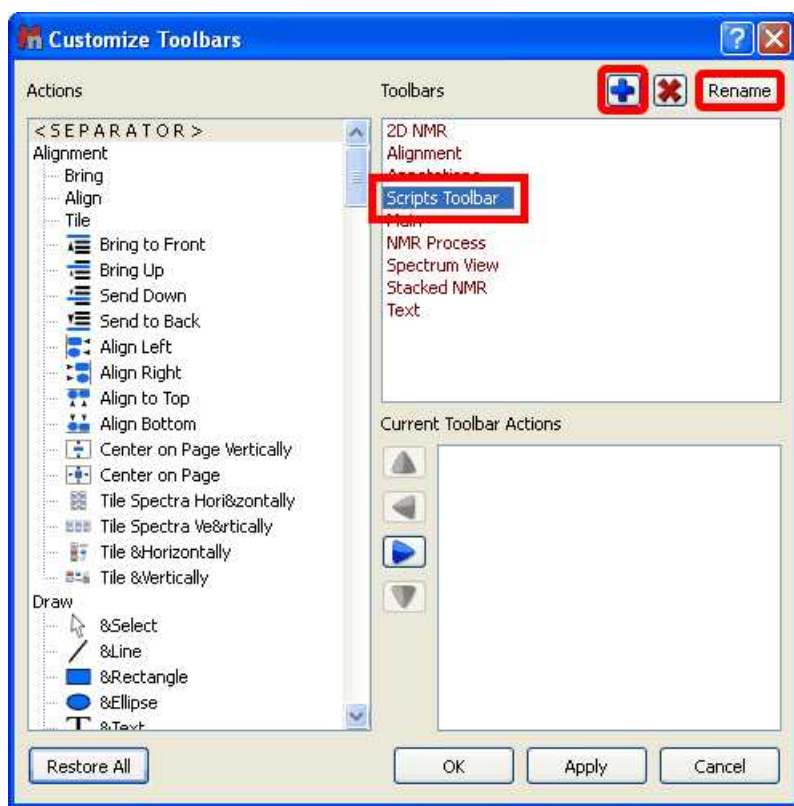 Customize Toolbars
Actions
Toolbars
Rename
<SEPARATOR>
Alignment
Bring
Align
Tile
Bring to Front
Bring Up
Send Down
Send to Back
Align Left
Align Right
Align to Top
Align Bottom
Center on Page Vertically
Center on Page
Tile Spectra Hori&zontally
Tile Spectra Ve&rtically
Tile &Horizontally
Tile &Vertically
Draw
&Select
&Line
&Rectangle
&Ellipse
&Text
2D NMR
Alignment
Annotations
Scripts Toolbar
Main
NMR Process
Spectrum View
Stacked NMR
Text
Current Toolbar Actions
Restore All
OK
Apply
Cancel